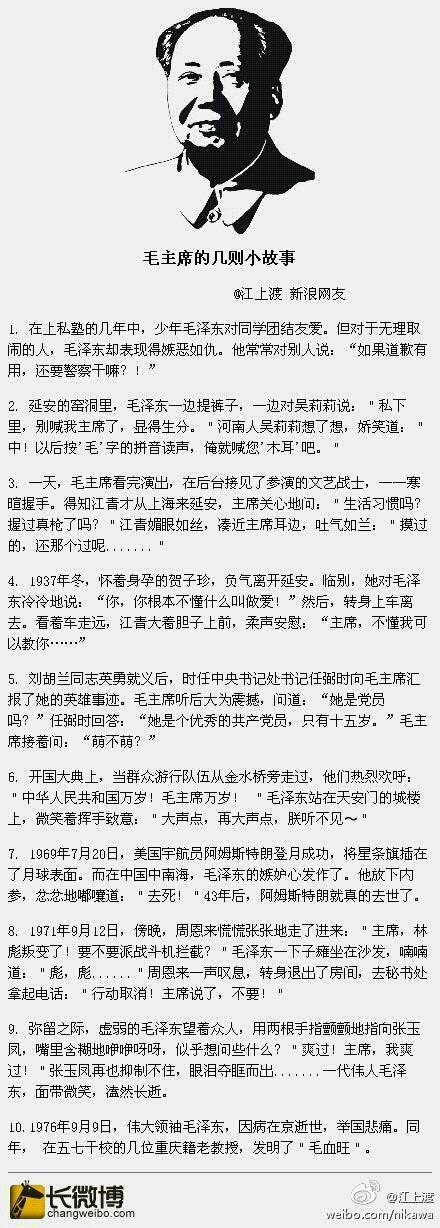 毛主席的几则小故事
@江上渡 新浪网友
1. 在上私塾的几年中，少年毛泽东对同学团结友爱。但对于无理取
闹的人，毛泽东却表现得嫉恶如仇。他常常对别人说：“如果道歉有
用，还要警察干嘛？！”
2. 延安的窑洞里，毛泽东一边提裤子，一边对吴莉莉说："私下
里，别喊我主席了，显得生分。"河南人吴莉莉想了想，娇笑道："
中！以后按'毛'字的拼音读声，俺就喊您'木耳'吧。"
3. 一天，毛主席看完演出，在后台接见了参演的文艺战士，一一寒
暄握手。得知江青才从上海来延安，主席关心地问："生活习惯吗？
握过真枪了吗？"江青媚眼如丝，凑近主席耳边，吐气如兰："摸过
的，还那个过呢......."
4. 1937年冬，怀着身孕的贺子珍，负气离开延安。临别，她对毛泽
东冷冷地说：“你，你根本不懂什么叫做爱！”然后，转身上车离
去。看着车走远，江青大着胆子上前，柔声安慰：“主席，不懂我可
以教你……”
5. 刘胡兰同志英勇就义后，时任中央书记处书记任弼时向毛主席汇
报了她的英雄事迹。毛主席听后大为震撼，问道：“她是党员
吗？”任弼时回答：“她是个优秀的共产党员，只有十五岁。”毛主
席接着问：“萌不萌？”
6. 开国大典上，当群众游行队伍从金水桥旁走过，他们热烈欢呼：
"中华人民共和国万岁！毛主席万岁！ "毛泽东站在天安门的城楼
上，微笑着挥手致意："大声点，再大声点，朕听不见～"
7. 1969年7月20日，美国宇航员阿姆斯特朗登月成功，将星条旗插在
了月球表面。而在中国中南海，毛泽东的嫉妒心发作了。他放下内
参，忿忿地嘟囔道："去死！"43年后，阿姆斯特朗就真的去世了。
8. 1971年9月12日，傍晚，周恩来慌慌张张地走了进来："主席，林
彪叛变了！要不要派战斗机拦截？"毛泽东一下子瘫坐在沙发，喃喃
道："彪，彪......"周恩来一声叹息，转身退出了房间，去秘书处
拿起电话："行动取消！主席说了，不要！"
9. 弥留之际，虚弱的毛泽东望着众人，用两根手指颤颤地指向张玉
凤，嘴里含糊地咿咿呀呀，似乎想问些什么？"爽过！主席，我爽
过！"张玉凤再也抑制不住，眼泪夺眶而出.......一代伟人毛泽
东，面带微笑，溘然长逝。
10.1976年9月9日，伟大领袖毛泽东，因病在京逝世，举国悲痛。同
年， 在五七干校的几位重庆籍老教授，发明了"毛血旺"。
长微博
changweibo.com
@江上渡
weibo.com/nikawa